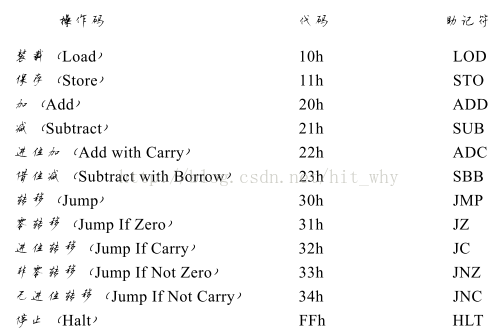 操作码 代码 助记符
装载（Load） 10h LOD
保存（Store） 11h STO
加（Add） 20h ADD
减（Subtract） 21h SUB
进位加（Add with Carry） 22h ADC
借位减（Subtract with Borrow） 23h SBB
http://blog.csdn.net/hit_why
转移（Jump） 30h JMP
零转移（Jump If Zero） 31h JZ
进位转移（Jump If Carry） 32h JC
非零转移（Jump If Not Zero） 33h JNZ
无进位转移（Jump If Not Carry） 34h JNC
停止（Halt） FFh HLT